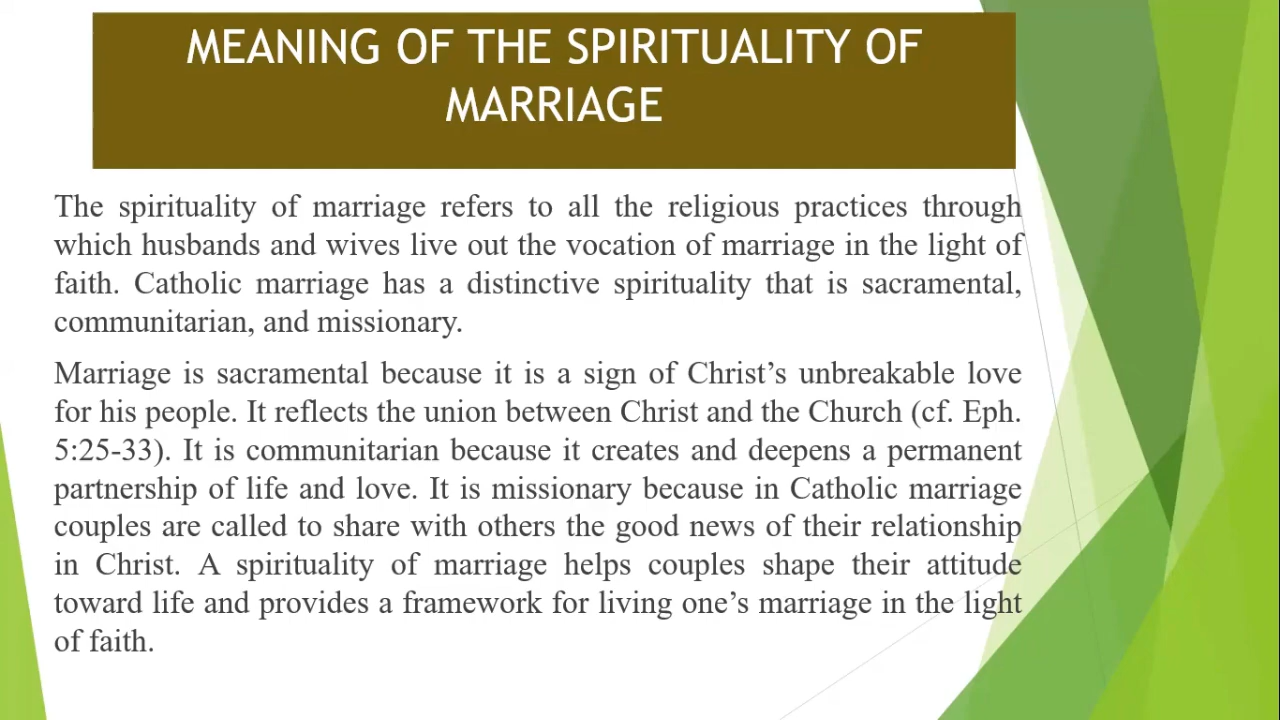 MEANING OF THE SPIRITUALITY OF
MARRIAGE
The spirituality of marriage refers to all the religious practices through
which husbands and wives live out the vocation of marriage in the light of
faith. Catholic marriage has a distinctive spirituality that is sacramental,
communitarian, and missionary.
Marriage is sacramental because it is a sign of Christ’s unbreakable love
for his people. It reflects the union between Christ and the Church (cf. Eph.
5:25-33). It is communitarian because it creates and deepens a permanent
partnership of life and love. It is missionary because in Catholic marriage
couples are called to share with others the good news of their relationship
in Christ. A spirituality of marriage helps couples shape their attitude
toward life and provides a framework for living one’s marriage in the light
of faith.